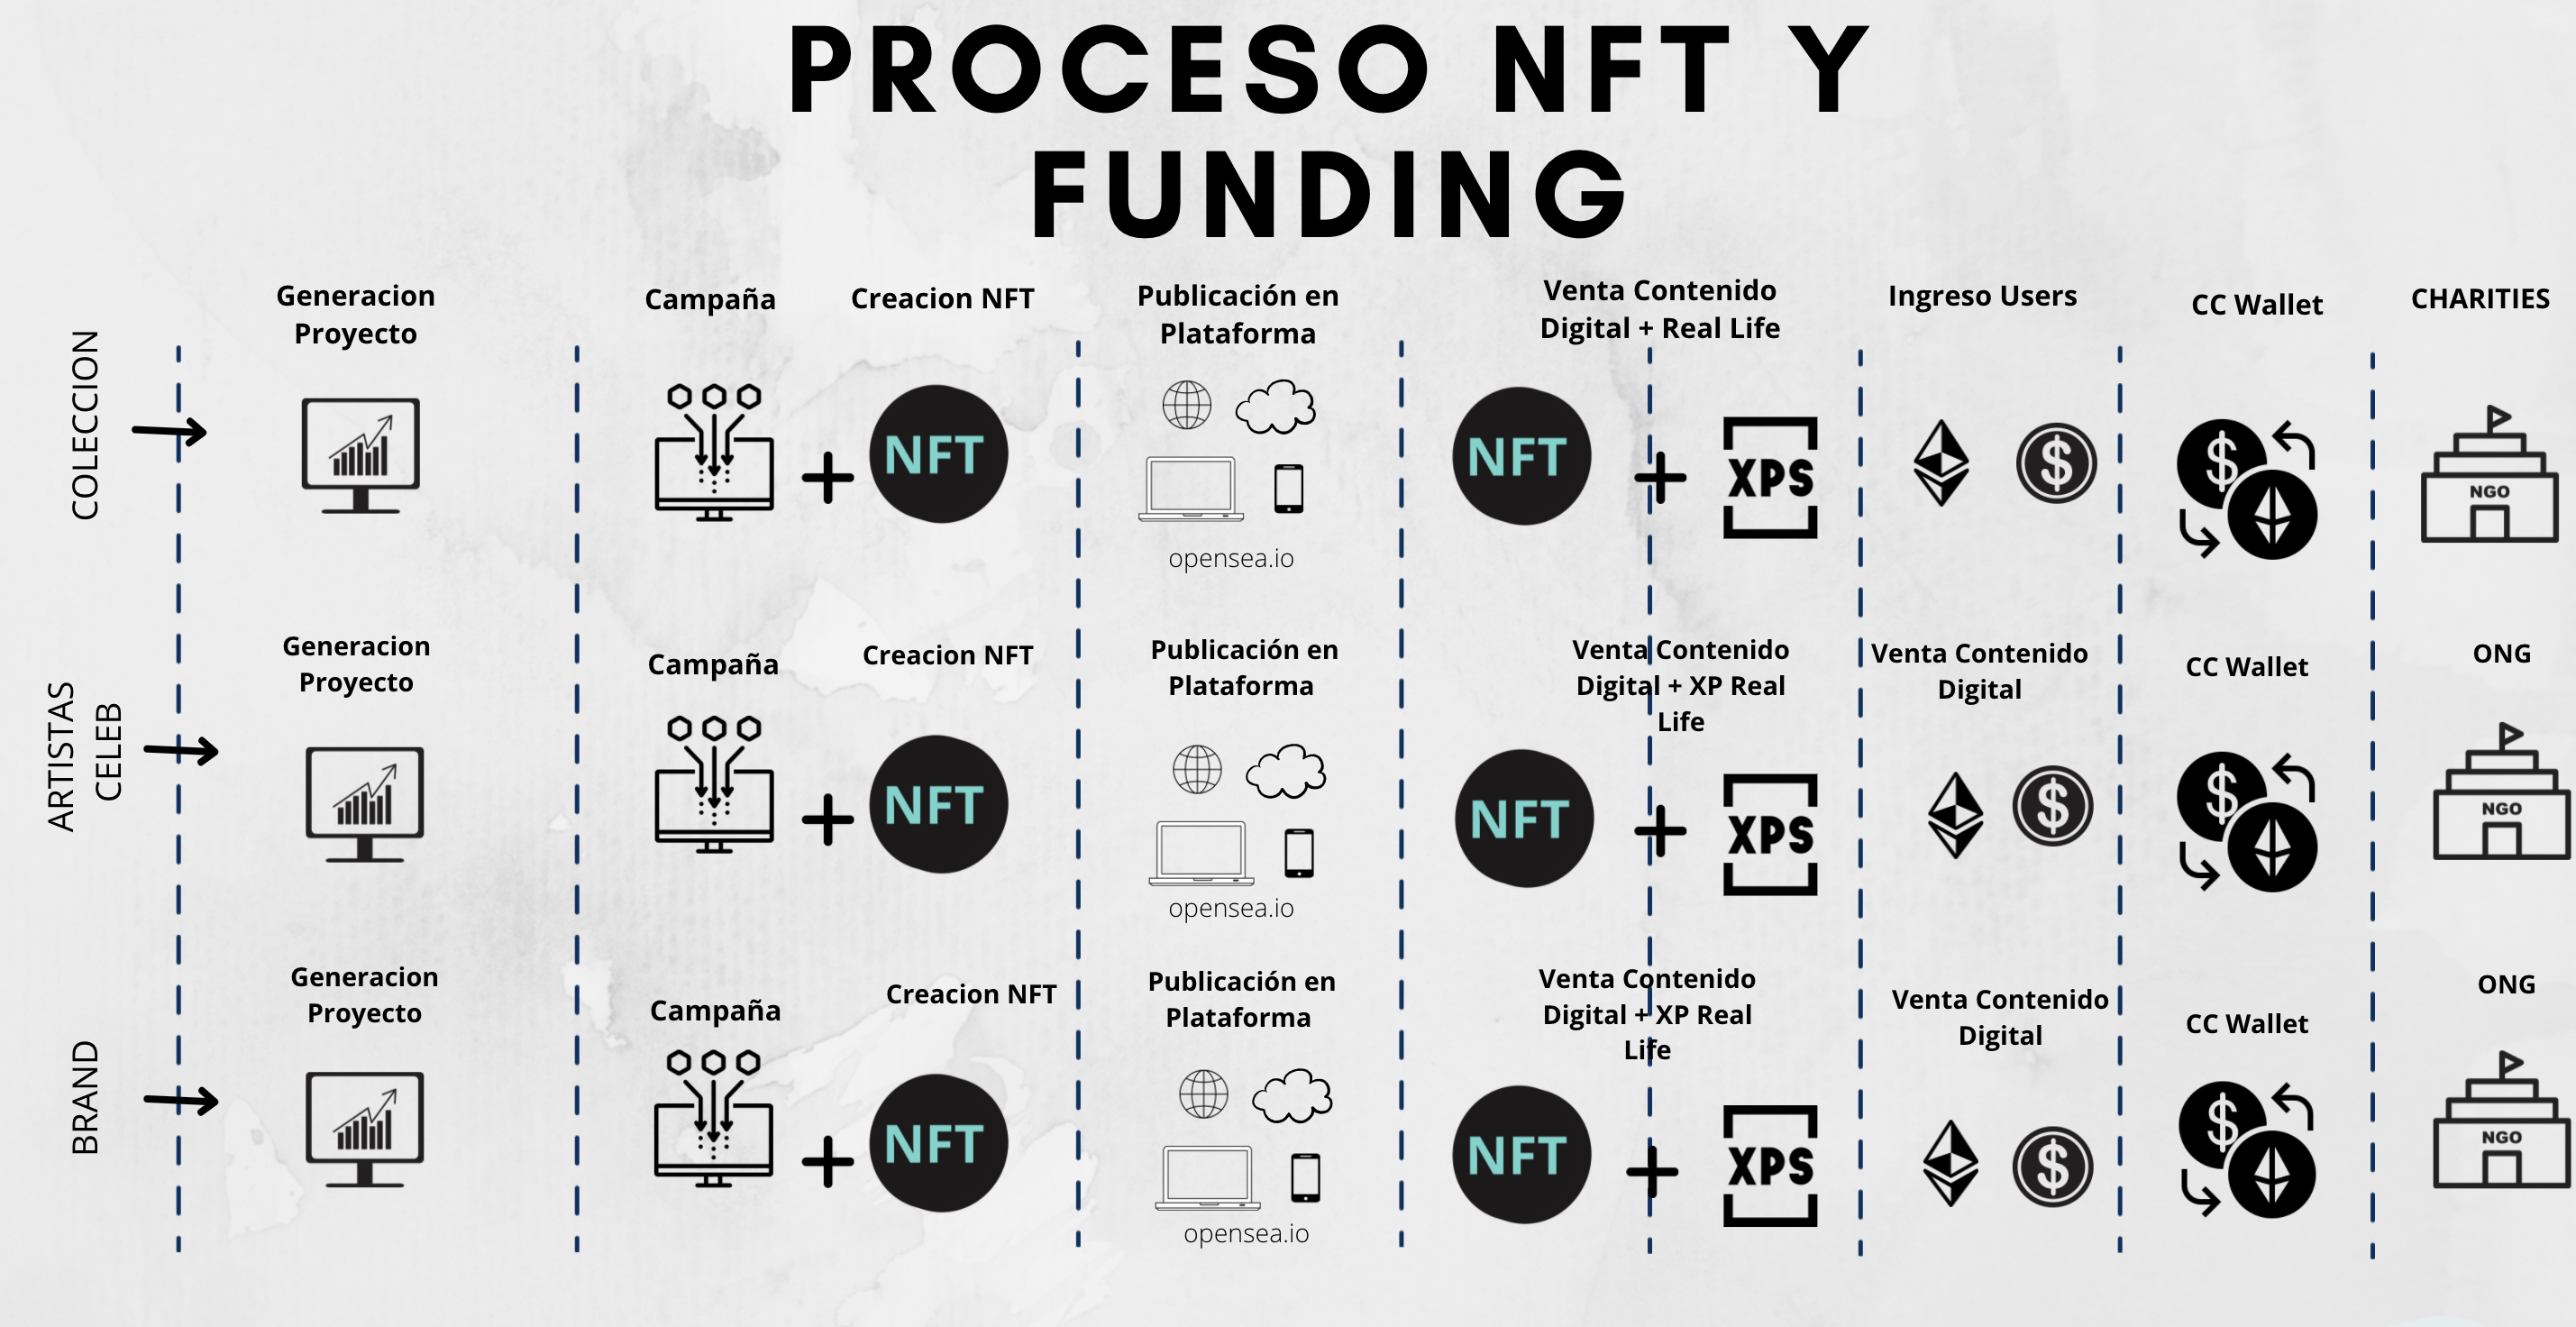 PROCESO NFT Y
FUNDING
COLECCION
Generacion
Proyecto
Campaña
Creacion NFT
NFT
Publicación en
Plataforma
opensea.io
Venta Contenido
Digital + Real Life
NFT
XPS
Ingreso Users
$
CC Wallet
$
CHARITIES
NGO
ARTISTAS
CELEB
Generacion
Proyecto
Campaña
Creacion NFT
NFT
Publicación en
Plataforma
opensea.io
Venta Contenido
Digital + XP Real
Life
NFT
XPS
Venta Contenido
Digital
$
CC Wallet
$
ONG
NGO
BRAND
Generacion
Proyecto
Campaña
Creacion NFT
NFT
Publicación en
Plataforma
opensea.io
Venta Contenido
Digital + XP Real
Life
NFT
XPS
Venta Contenido
Digital
$
CC Wallet
$
ONG
NGO